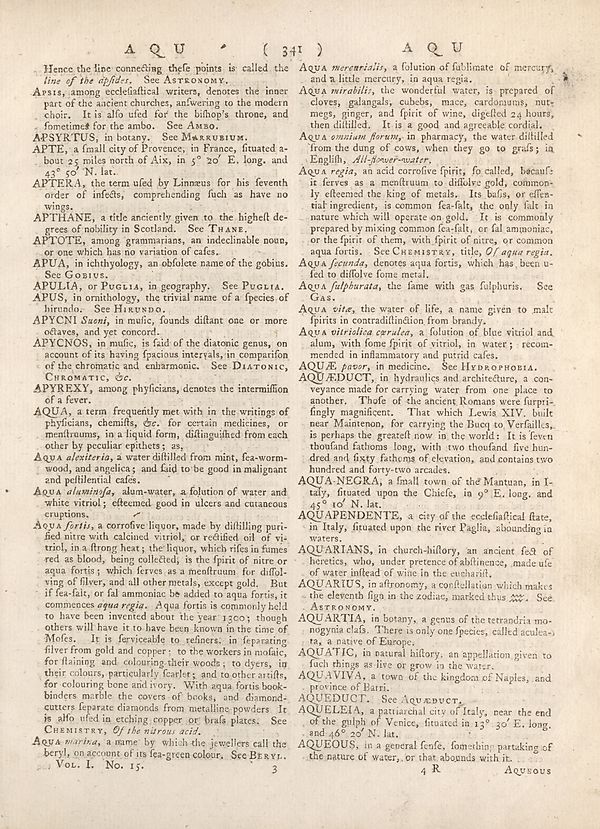 A Q U ( 341 ) A Q U
Hence the line connecting theſe points is called the
line of the apſides. See ASTRONOMY.
APSIS, among eccleſiaſtical writers, denotes the inner
part of the ancient churches, anſwering to the modern
choir. It is alſo uſed for the biſhop's throne, and
ſometimes for the ambo. See AMBO.
APSYRTUS, in botany. See MARRUBIUM.
APTE, a ſmall city of Provence, in France, ſituated a-
bout 25 miles north of Aix, in 5° 20′ E. long. and
43° 50′ N. lat.
APTERA, the term uſed by Linnæus for his ſeventh
order of inſects, comprehending ſuch as have no
wings.
APTHANE, a title anciently given to the higheſt de-
grees of nobility in Scotland. See THANE.
APTOTE, among grammarians, an indeclinable noun,
or one which has no variation of caſes.
APUA, in ichthyology, an obſolete name of the gobius.
See GOBIUS.
APULIA, or PUGLIA, in geography. See PUGLIA.
APUS, in ornithology, the trivial name of a ſpecies of
hirundo. See HIRUNDO.
APYCNI Suoni, in muſic, ſounds diſtant one or more
octaves, and yet concord.
APYCNOS, in muſic, is ſaid of the diatonic genus, on
account of its having ſpacious intervals, in compariſon
of the chromatic and enharmonic. See DIATONIC,
CHROMATIC, &c.
APYREXY, among phyſicians, denotes the intermiſſion
of a fever.
AQUA, a term frequently met with in the writings of
phyſicians, chemiſts, &c. for certain medicines, or
menſtruums, in a liquid form, diſtinguiſhed from each
other by peculiar epithets; as,
AQUA alexiteria, a water diſtilled from mint, ſea-worm-
wood, and angelica; and ſaid to be good in malignant
and peſtilential caſes.
AQUA aluminoſa, alum-water, a ſolution of water and
white vitriol; eſteemed good in ulcers and cutaneous
eruptions.
AQUA fortis, a corroſive liquor, made by diſtilling puri-
fied nitre with calcined vitriol, or rectified oil of vi-
triol, in a ſtrong heat; the liquor, which riſes in fumes
red as blood, being collected, is the ſpirit of nitre or
aqua fortis; which ſerves as a menſtruum for diſſol-
ving of ſilver, and all other metals, except gold. But
if ſea-ſalt, or ſal ammoniac be added to aqua fortis, it
commences aqua regia. Aqua fortis is commonly held
to have been invented about the year 1300; though
others will have it to have been known in the time of
Moſes. It is ſerviceable to refiners, in ſeparating
ſilver from gold and copper; to the workers in moſaic,
for ſtaining and colouring their woods; to dyers, in
their colours, particularly ſcarlet; and to other artiſts,
for colouring bone and ivory. With aqua fortis book-
binders marble the covers of books, and diamond-
cutters ſeparate diamonds from metalline powders It
is alſo uſed in etching copper or braſs plates. See
CHEMISTRY, Of the nitrous acid.
AQUA marina, a name by which the jewellers call the
beryl, on account of its ſea-green colour. See BERYL.
VOL. I. No. 15. 3
AQUA mercurialis, a ſolution of ſublimate of mercury,
and a little mercury, in aqua regia.
AQUA mirabilis, the wonderful water, is prepared of
cloves, galangals, cubebs, mace, cardomums, nut-
megs, ginger, and ſpirit of wine, digeſted 24 hours,
then diſtilled. It is a good and agreeable cordial.
AQUA omnium florum, in pharmacy, the water diſtilled
from the dung of cows, when they go to graſs; in
Engliſh, All-flower-water.
AQUA regia, an acid corroſive ſpirit, ſo called, becauſe
it ſerves as a menſtruum to diſſolve gold, common-
ly eſteemed the king of metals. Its baſis, or eſſen-
tial ingredient, is common ſea-ſalt, the only ſalt in
nature which will operate on gold. It is commonly
prepared by mixing common ſea-ſalt, or ſal ammoniac,
or the ſpirit of them, with ſpirit of nitre, or common
aqua fortis. See CHEMISTRY, title, Of aqua regia.
AQUA ſecunda, denotes aqua fortis, which has been u-
ſed to diſſolve ſome metal.
AQUA ſulphurata, the ſame with gas ſulphuris. See
GAS.
AQUA vitæ, the water of life, a name given to malt
ſpirits in contradiſtinction from brandy.
AQUA vitriolica cærulea, a ſolution of blue vitriol and
alum, with ſome ſpirit of vitriol, in water; recom-
mended in inflammatory and putrid caſes.
AQUÆ pavor, in medicine. See HYDROPHOBIA.
AQUÆDUCT, in hydraulics and architecture, a con-
veyance made for carrying water from one place to
another. Thoſe of the ancient Romans were ſurpri-
ſingly magnificent. That which Lewis XIV. built
near Maintenon, for carrying the Bucq to Verſailles,
is perhaps the greateſt now in the world: It is ſeven
thouſand fathoms long, with two thouſand five hun-
dred and ſixty fathoms of elevation, and contains two
hundred and forty-two arcades.
AQUA-NEGRA, a ſmall town of the Mantuan, in I-
taly, ſituated upon the Chieſe, in 9° E. long. and
45° 10′ N. lat.
AQUAPENDENTE, a city of the eccleſiaſtical ſtate,
in Italy, ſituated upon the river Paglia, abounding in
waters.
AQUARIANS, in church-hiſtory, an ancient ſect of
heretics, who, under pretence of abſtinence, made uſe
of water inſtead of wine in the euchariſt.
AQUARIUS, in aſtronomy, a conſtellation which makes
the eleventh ſign in the zodiac, marked thus ♒. See
ASTRONOMY.
AQUARTIA, in botany, a genus of the tetrandria mo-
nogynia claſs. There is only one ſpecies, called aculea-
ta, a native of Europe.
AQUATIC, in natural hiſtory, an appellation given to
ſuch things as live or grow in the water.
AQUAVIVA, a town of the kingdom of Naples, and
province of Barri.
AQUEDUCT. See AQUÆDUCT.
AQUELEIA, a patriarchal city of Italy, near the end
of the gulph of Venice, ſituated in 13° 30′ E. long.
and 46° 20′ N. lat.
AQUEOUS, in a general ſenſe, ſomething partaking of
the nature of water, or that abounds with it.
4 R AQUEOUS